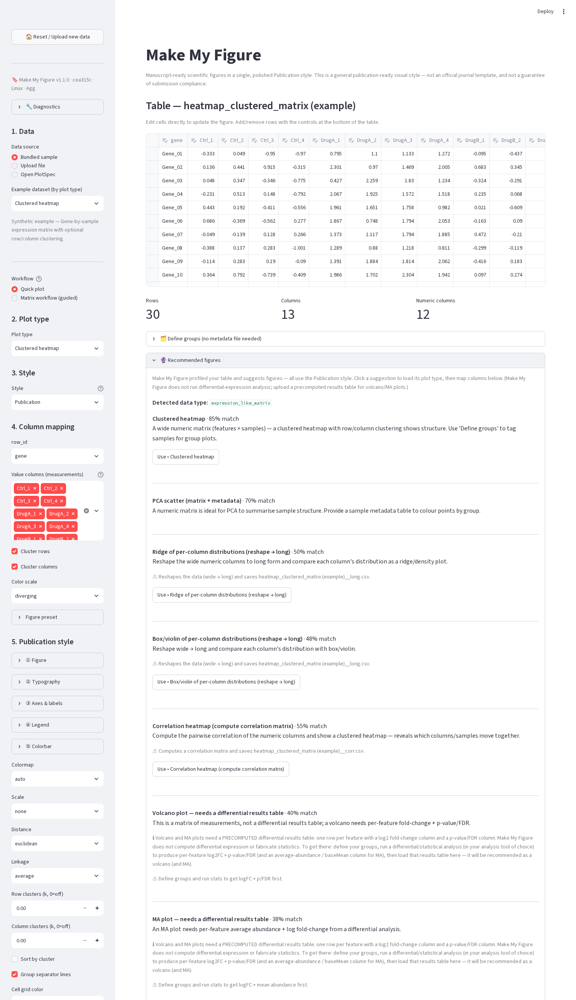 Deploy
🏠 Reset / Upload new data
🔖 Make My Figure v1.1.0 · cea315c ·
Linux · Agg
🔧 Diagnostics
1. Data
Data source
Bundled sample
Upload file
Open PlotSpec
Example dataset (by plot type)
Clustered heatmap
Synthetic example — Gene-by-sample
expression matrix with optional
row/column clustering.
Workflow
Quick plot
Matrix workflow (guided)
2. Plot type
Plot type
Clustered heatmap
3. Style
Style
Publication
4. Column mapping
row_id
gene
Value columns (measurements)
Ctrl_1 Ctrl_2
Ctrl_3 Ctrl_4
DrugA_1 DrugA_2
DrugA_3 DrugA_4
DrugB_1 DrugB_2
Cluster rows
Cluster columns
Color scale
diverging
Figure preset
5. Publication style
① Figure
② Typography
③ Axes & labels
④ Legend
⑤ Colorbar
Colormap
auto
Scale
none
Distance
euclidean
Linkage
average
Row clusters (k, 0=off)
0.00
Column clusters (k, 0=off)
0.00
Sort by cluster
Group separator lines
Cell grid color
Make My Figure
Manuscript-ready scientific figures in a single, polished Publication style. This is a general publication-ready visual style — not an official journal template, and not a guarantee
of submission compliance.
Table — heatmap_clustered_matrix (example)
Edit cells directly to update the figure. Add/remove rows with the controls at the bottom of the table.
gene Ctrl_1 Ctrl_2 Ctrl_3 Ctrl_4 DrugA_1 DrugA_2 DrugA_3 DrugA_4 DrugB_1 DrugB_2 Dru
Gene_01 -0.333 0.049 -0.95 -0.97 0.795 1.1 1.133 1.272 -0.095 -0.437
Gene_02 0.136 0.441 0.915 -0.315 2.301 0.97 1.469 2.005 0.683 0.345
Gene_03 0.048 0.347 -0.346 -0.775 0.427 2.259 1.83 1.234 -0.324 -0.291
Gene_04 -0.231 0.513 0.148 -0.792 2.067 1.925 1.572 1.518 0.235 0.068
Gene_05 0.443 0.192 -0.411 -0.556 1.961 1.651 1.758 0.982 0.021 -0.609
Gene_06 0.686 -0.369 -0.562 0.277 1.867 0.748 1.794 2.053 -0.163 0.09
Gene_07 -0.049 -0.139 0.128 0.266 1.373 1.117 1.794 1.885 0.472 -0.21
Gene_08 -0.388 0.137 0.283 -1.001 1.289 0.88 1.218 0.811 -0.299 -0.119
Gene_09 -0.114 0.283 0.19 -0.09 1.391 1.884 1.814 2.062 -0.416 0.183
Gene_10 0.364 0.792 -0.739 -0.409 1.986 1.702 2.304 1.942 0.097 0.274
Rows Columns Numeric columns
30 13 12
🗂️ Define groups (no metadata file needed)
🔮 Recommended figures
Make My Figure profiled your table and suggests figures — all use the Publication style. Click a suggestion to load its plot type, then map columns below. (Make My
Figure does not run differential-expression analysis; upload a precomputed results table for volcano/MA plots.)
Detected data type: expression_like_matrix
Clustered heatmap · 85% match
A wide numeric matrix (features × samples) — a clustered heatmap with row/column clustering shows structure. Use 'Define groups' to tag
samples for group plots.
Use ▸ Clustered heatmap
PCA scatter (matrix + metadata) · 70% match
A numeric matrix is ideal for PCA to summarise sample structure. Provide a sample metadata table to colour points by group.
Ridge of per-column distributions (reshape → long) · 50% match
Reshape the wide numeric columns to long form and compare each column's distribution as a ridge/density plot.
⚠ Reshapes the data (wide → long) and saves heatmap_clustered_matrix (example)__long.csv.
Use ▸ Ridge of per-column distributions (reshape → long)
Box/violin of per-column distributions (reshape → long) · 48% match
Reshape wide → long and compare each column's distribution with box/violin.
⚠ Reshapes the data (wide → long) and saves heatmap_clustered_matrix (example)__long.csv.
Use ▸ Box/violin of per-column distributions (reshape → long)
Correlation heatmap (compute correlation matrix) · 55% match
Compute the pairwise correlation of the numeric columns and show a clustered heatmap — reveals which columns/samples move together.
⚠ Computes a correlation matrix and saves heatmap_clustered_matrix (example)__corr.csv.
Use ▸ Correlation heatmap (compute correlation matrix)
Volcano plot — needs a differential results table · 40% match
This is a matrix of measurements, not a differential results table; a volcano needs per-feature fold-change + p-value/FDR.
ℹ Volcano and MA plots need a PRECOMPUTED differential results table: one row per feature with a log2 fold-change column and a p-value/FDR column. Make My Figure
does not compute differential expression or fabricate statistics. To get there: define your groups, run a differential/statistical analysis (in your analysis tool of choice)
to produce per-feature log2FC + p-value/FDR (and an average-abundance / baseMean column for MA), then load that results table here — it will be recommended as a
volcano (and MA).
⚠ Define groups and run stats to get logFC + p/FDR first.
MA plot — needs a differential results table · 38% match
An MA plot needs per-feature average abundance + log fold-change from a differential analysis.
ℹ Volcano and MA plots need a PRECOMPUTED differential results table: one row per feature with a log2 fold-change column and a p-value/FDR column. Make My Figure
does not compute differential expression or fabricate statistics. To get there: define your groups, run a differential/statistical analysis (in your analysis tool of choice)
to produce per-feature log2FC + p-value/FDR (and an average-abundance / baseMean column for MA), then load that results table here — it will be recommended as a
volcano (and MA).
⚠ Define groups and run stats to get logFC + mean abundance first.